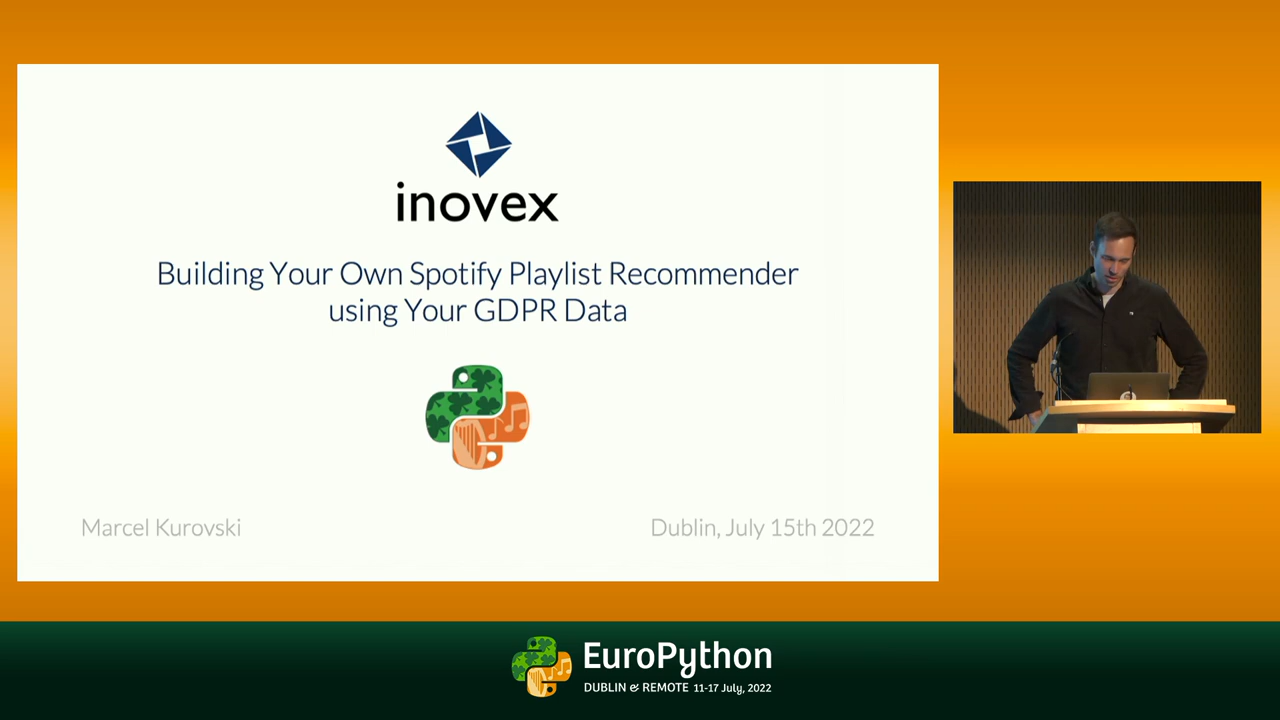 inovex
Building Your Own Spotify Playlist Recommender
using Your GDPR Data
Marcel Kurovski
Dublin, July 15th 2022
EuroPython
DUBLIN & REMOTE 11-17 July, 2022